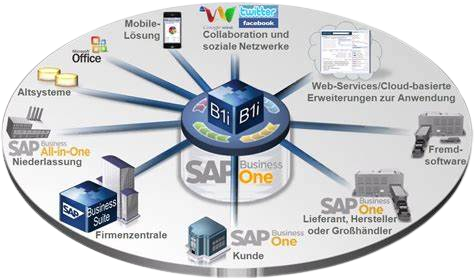 Mobile-
Lösung
Google wave
twitter
facebook
Collaboration und
soziale Netzwerke
Microsoft
Office
Web-Services/Cloud-basierte
Erweiterungen zur Anwendung
Altsysteme
B1i B1i
SAP Business
All-in-One
Niederlassung
Fremd-
software
SAP Business
One
SAP Business
Suite
Firmenzentrale
SAP Business
One
Kunde
SAP Business
One
Lieferant, Hersteller
oder Großhändler